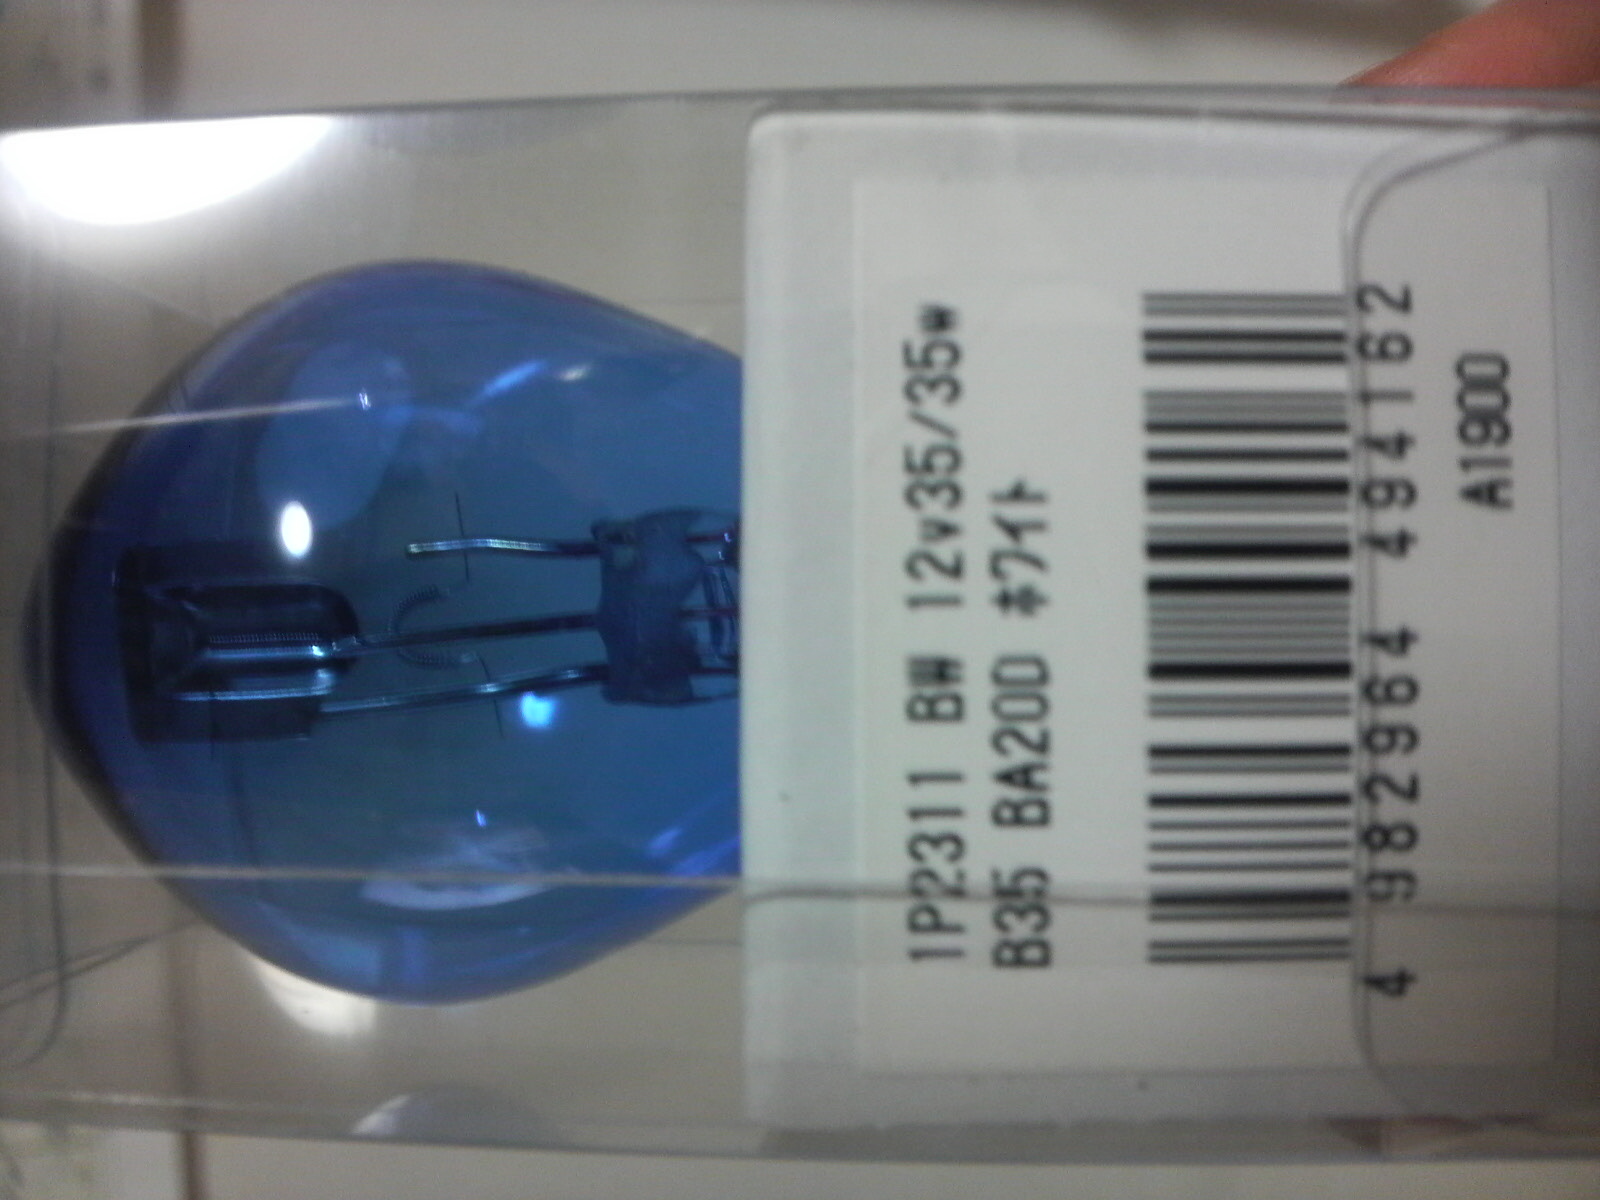 1P2311 BW 12v35/35w
B35 BA20D ﾎﾜｲﾄ
4 982964 494162
A1900